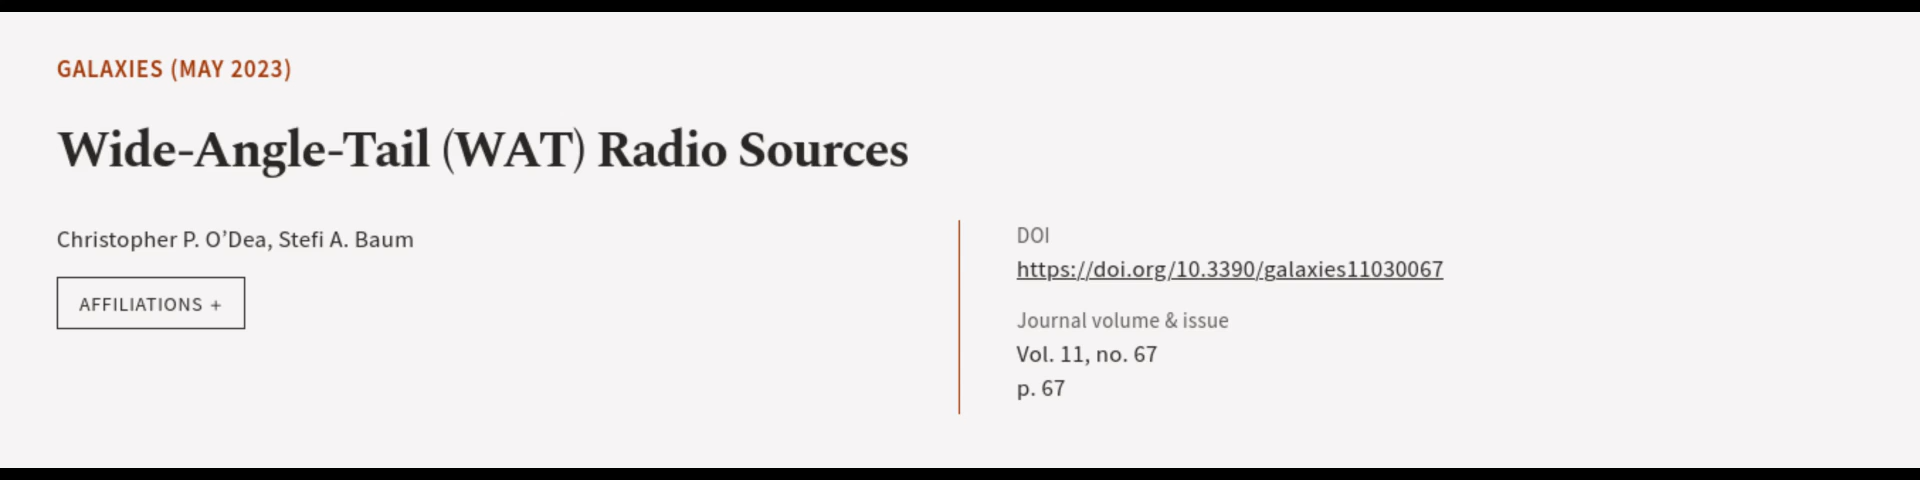 GALAXIES (MAY 2023)
Wide-Angle-Tail (WAT) Radio Sources
Christopher P. O’Dea, Stefi A. Baum
AFFILIATIONS +
DOI
https://doi.org/10.3390/galaxies11030067
Journal volume & issue
Vol. 11, no. 67
p. 67